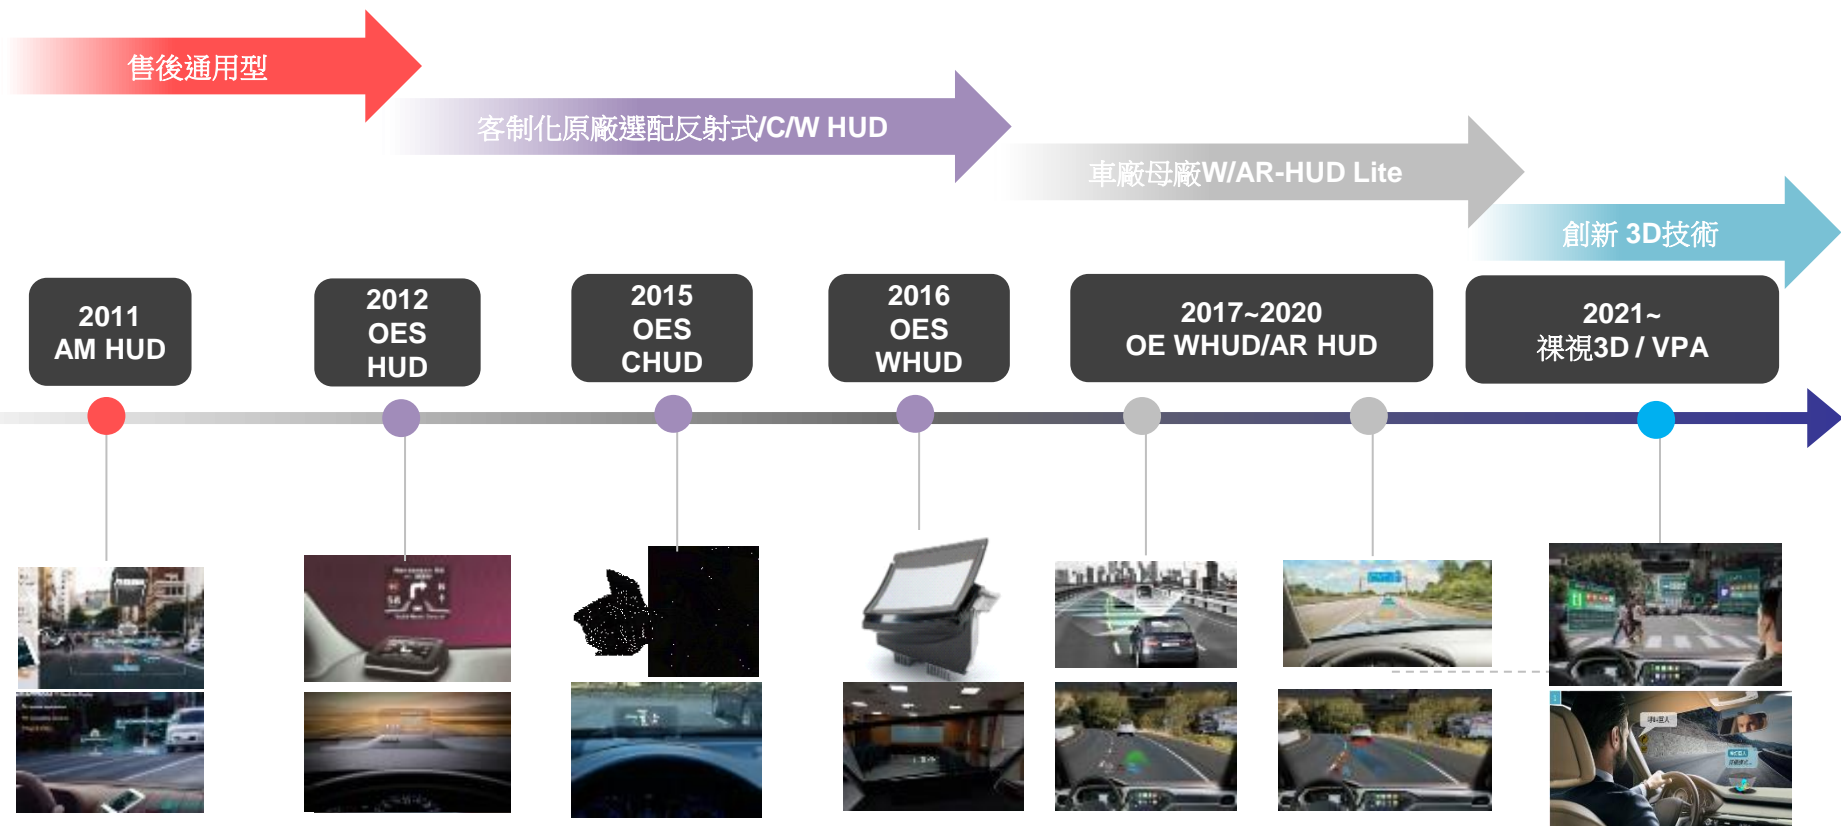 售後通用型
客制化原廠選配反射式/C/W HUD
車廠母廠W/AR-HUD Lite
創新 3D技術
2011
AM HUD
2012
OES
HUD
2015
OES
CHUD
2016
OES
WHUD
2017~2020
OE WHUD/AR HUD
2021~
裸視3D / VPA